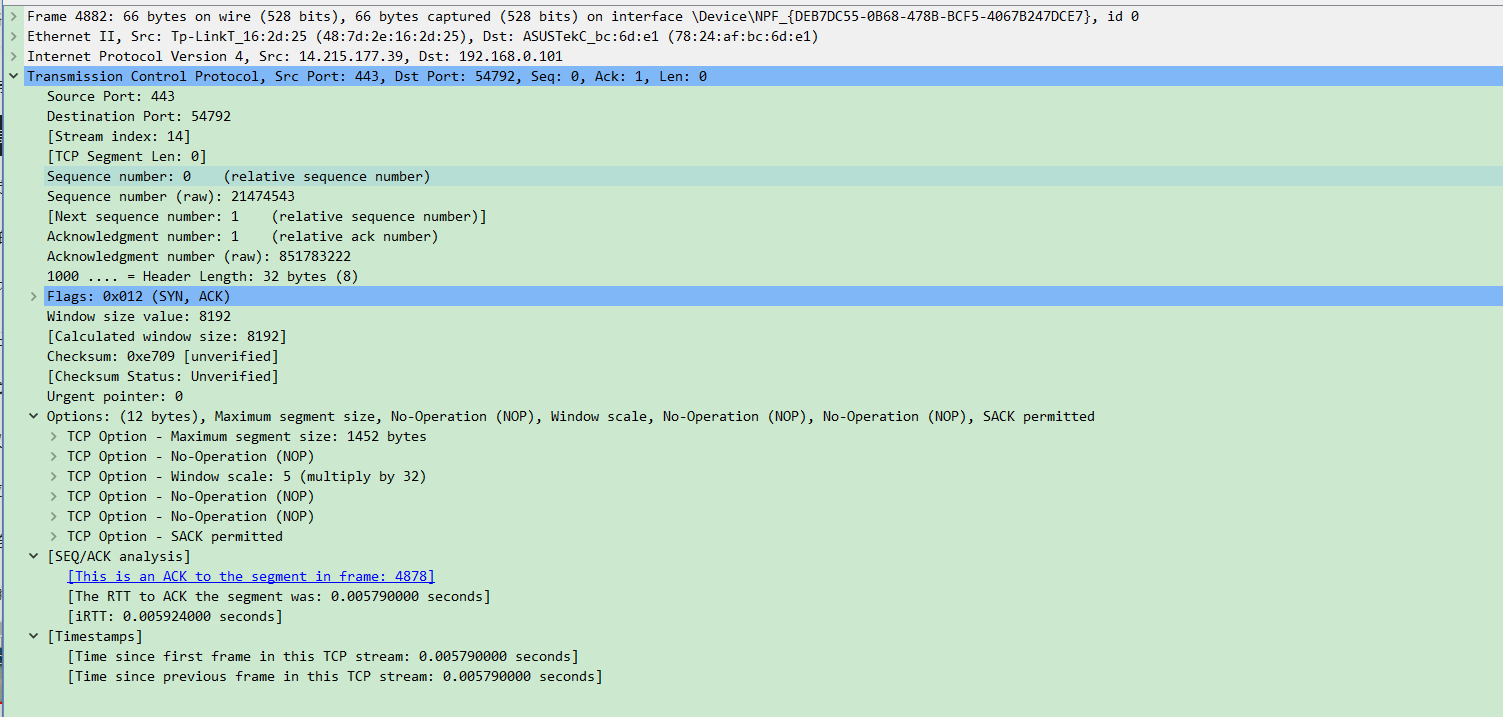 Frame 4882: 66 bytes on wire (528 bits), 66 bytes captured (528 bits) on interface \Device\NPF_{DEB7DC55-0B68-478B-BCF5-4067B247DCE7}, id 0
Ethernet II, Src: Tp-LinkT_16:2d:25 (48:7d:2e:16:2d:25), Dst: ASUSTekC_bc:6d:e1 (78:24:af:bc:6d:e1)
Internet Protocol Version 4, Src: 14.215.177.39, Dst: 192.168.0.101
Transmission Control Protocol, Src Port: 443, Dst Port: 54792, Seq: 0, Ack: 1, Len: 0
Source Port: 443
Destination Port: 54792
[Stream index: 14]
[TCP Segment Len: 0]
Sequence number: 0    (relative sequence number)
Sequence number (raw): 21474543
[Next sequence number: 1    (relative sequence number)]
Acknowledgment number: 1    (relative ack number)
Acknowledgment number (raw): 851783222
1000 .... = Header Length: 32 bytes (8)
Flags: 0x012 (SYN, ACK)
Window size value: 8192
[Calculated window size: 8192]
Checksum: 0xe709 [unverified]
[Checksum Status: Unverified]
Urgent pointer: 0
Options: (12 bytes), Maximum segment size, No-Operation (NOP), Window scale, No-Operation (NOP), No-Operation (NOP), SACK permitted
TCP Option - Maximum segment size: 1452 bytes
TCP Option - No-Operation (NOP)
TCP Option - Window scale: 5 (multiply by 32)
TCP Option - No-Operation (NOP)
TCP Option - No-Operation (NOP)
TCP Option - SACK permitted
[SEQ/ACK analysis]
[This is an ACK to the segment in frame: 4878]
[The RTT to ACK the segment was: 0.005790000 seconds]
[iRTT: 0.005924000 seconds]
[Timestamps]
[Time since first frame in this TCP stream: 0.005790000 seconds]
[Time since previous frame in this TCP stream: 0.005790000 seconds]